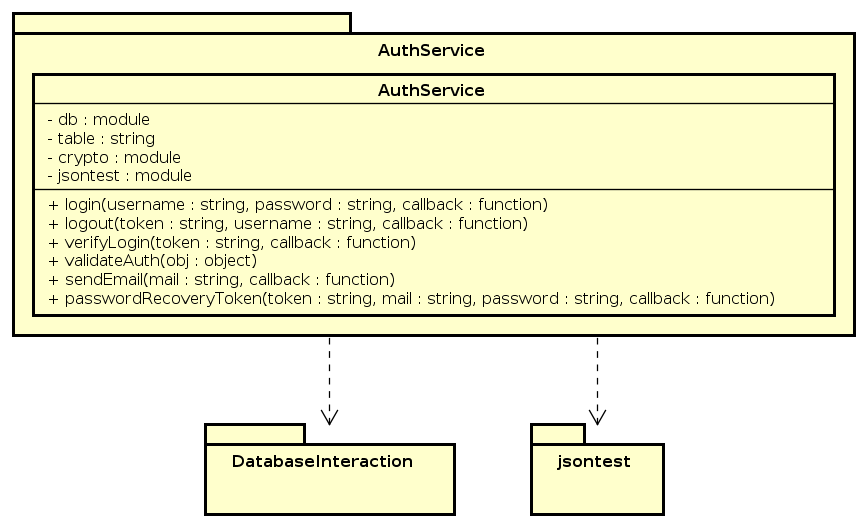 AuthService
AuthService
- db : module
- table : string
- crypto : module
- jsontest : module
+ login(username : string, password : string, callback : function)
+ logout(token : string, username : string, callback : function)
+ verifyLogin(token : string, callback : function)
+ validateAuth(obj : object)
+ sendEmail(mail : string, callback : function)
+ passwordRecoveryToken(token : string, mail : string, password : string, callback : function)
DatabaseInteraction
jsontest